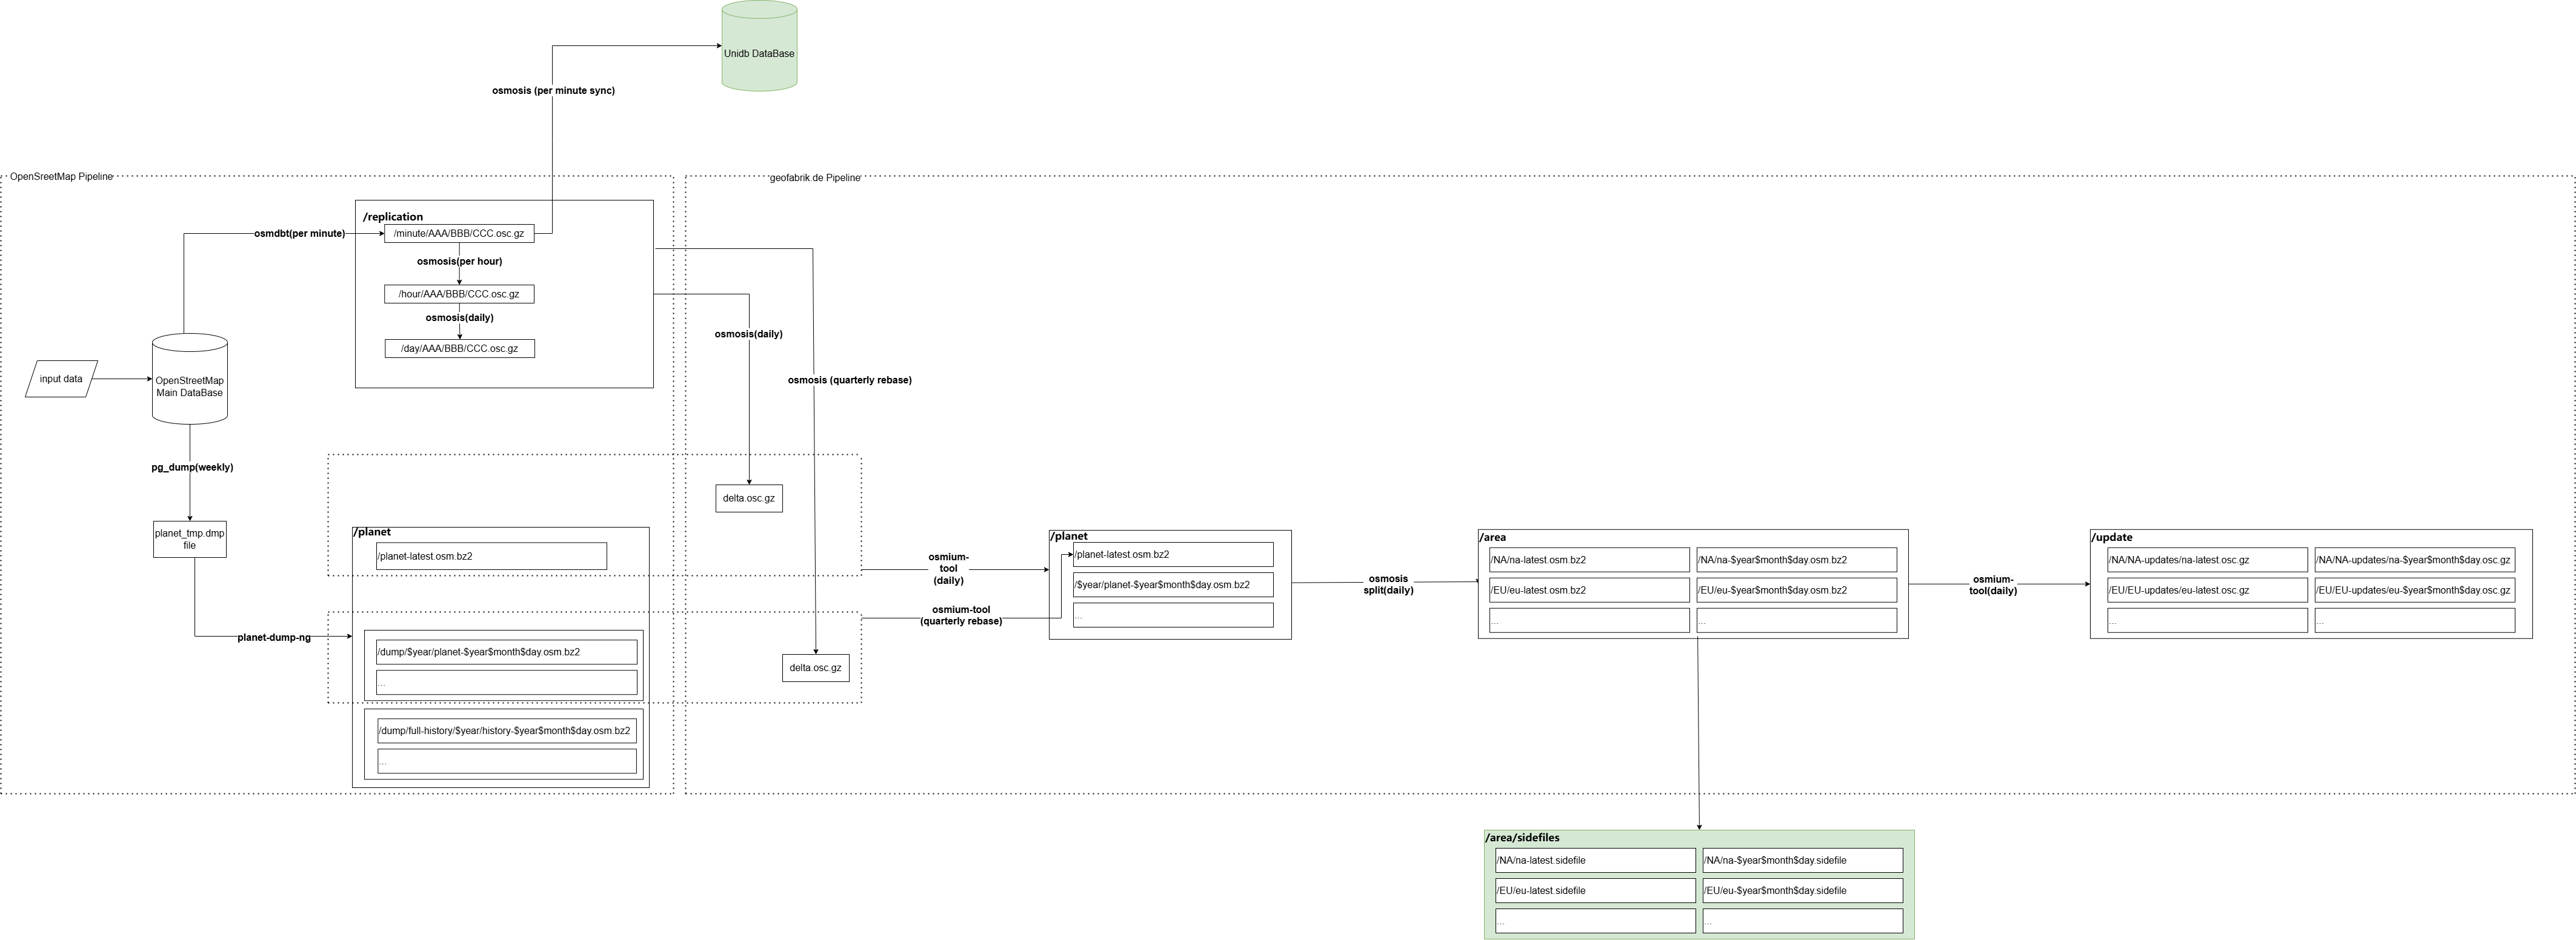 Unidb DataBase
osmosis (per minute sync)
OpenSreetMap Pipeline
geofabrik.de Pipeline
/replication
osmdbt(per minute)
/minute/AAA/BBB/CCC.osc.gz
osmosis(per hour)
/hour/AAA/BBB/CCC.osc.gz
osmosis(daily)
/day/AAA/BBB/CCC.osc.gz
osmosis(daily)
osmosis (quarterly rebase)
input data
OpenStreetMap
Main DataBase
pg_dump(weekly)
planet_tmp.dmp
file
planet-dump-ng
delta.osc.gz
/planet
/planet-latest.osm.bz2
/dump/$year/planet-$year$month$day.osm.bz2
...
/dump/full-history/$year/history-$year$month$day.osm.bz2
...
delta.osc.gz
osmium-
tool
(daily)
osmium-tool
(quarterly rebase)
/planet
/planet-latest.osm.bz2
/$year/planet-$year$month$day.osm.bz2
...
osmosis
split(daily)
/area
/NA/na-latest.osm.bz2
/NA/na-$year$month$day.osm.bz2
/EU/eu-latest.osm.bz2
/EU/eu-$year$month$day.osm.bz2
...
...
osmium-
tool(daily)
/update
/NA/NA-updates/na-latest.osc.gz
/NA/NA-updates/na-$year$month$day.osc.gz
/EU/EU-updates/eu-latest.osc.gz
/EU/EU-updates/eu-$year$month$day.osc.gz
...
...
/area/sidefiles
/NA/na-latest.sidefile
/NA/na-$year$month$day.sidefile
/EU/eu-latest.sidefile
/EU/eu-$year$month$day.sidefile
...
...